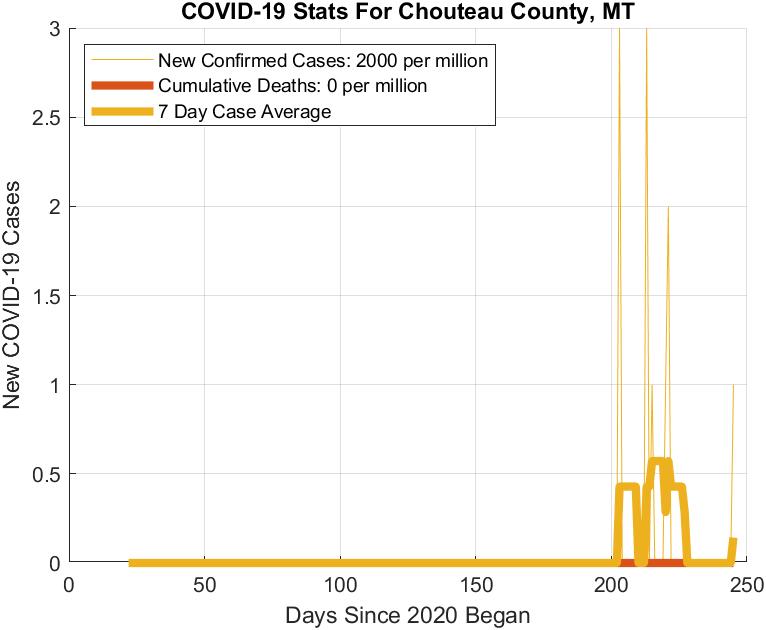 COVID-19 Stats For Chouteau County, MT
New Confirmed Cases: 2000 per million
Cumulative Deaths: 0 per million
7 Day Case Average
New COVID-19 Cases
3
2.5
2
1.5
1
0.5
0
0 50 100 150 200 250
Days Since 2020 Began